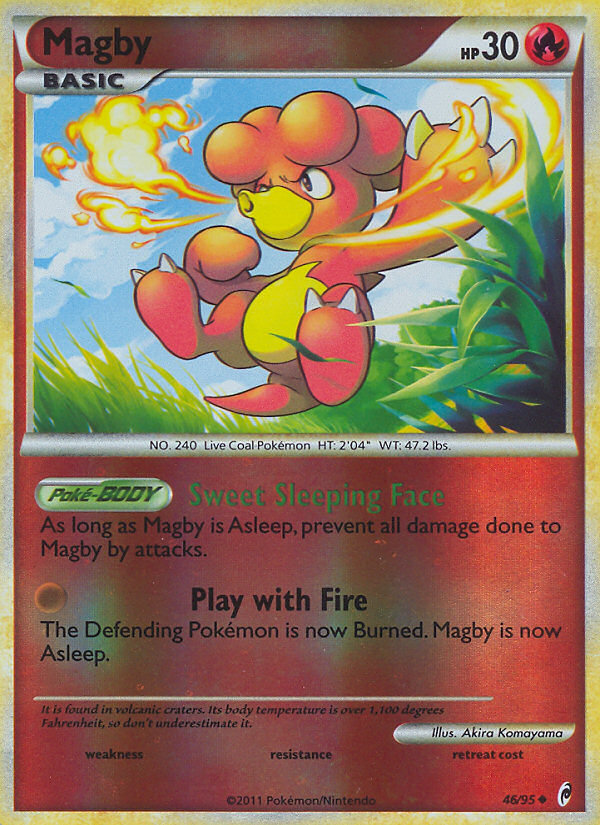 Magby
HP 30
BASIC
NO. 240 Live Coal Pokémon HT: 2'04" WT: 47.2 lbs.
Poké-BODY Sweet Sleeping Face
As long as Magby is Asleep, prevent all damage done to
Magby by attacks.
Play with Fire
The Defending Pokémon is now Burned. Magby is now
Asleep.
It is found in volcanic craters. Its body temperature is over 1,100 degrees
Fahrenheit, so don't underestimate it.
Illus. Akira Komayama
weakness resistance retreat cost
©2011 Pokémon/Nintendo 46/95